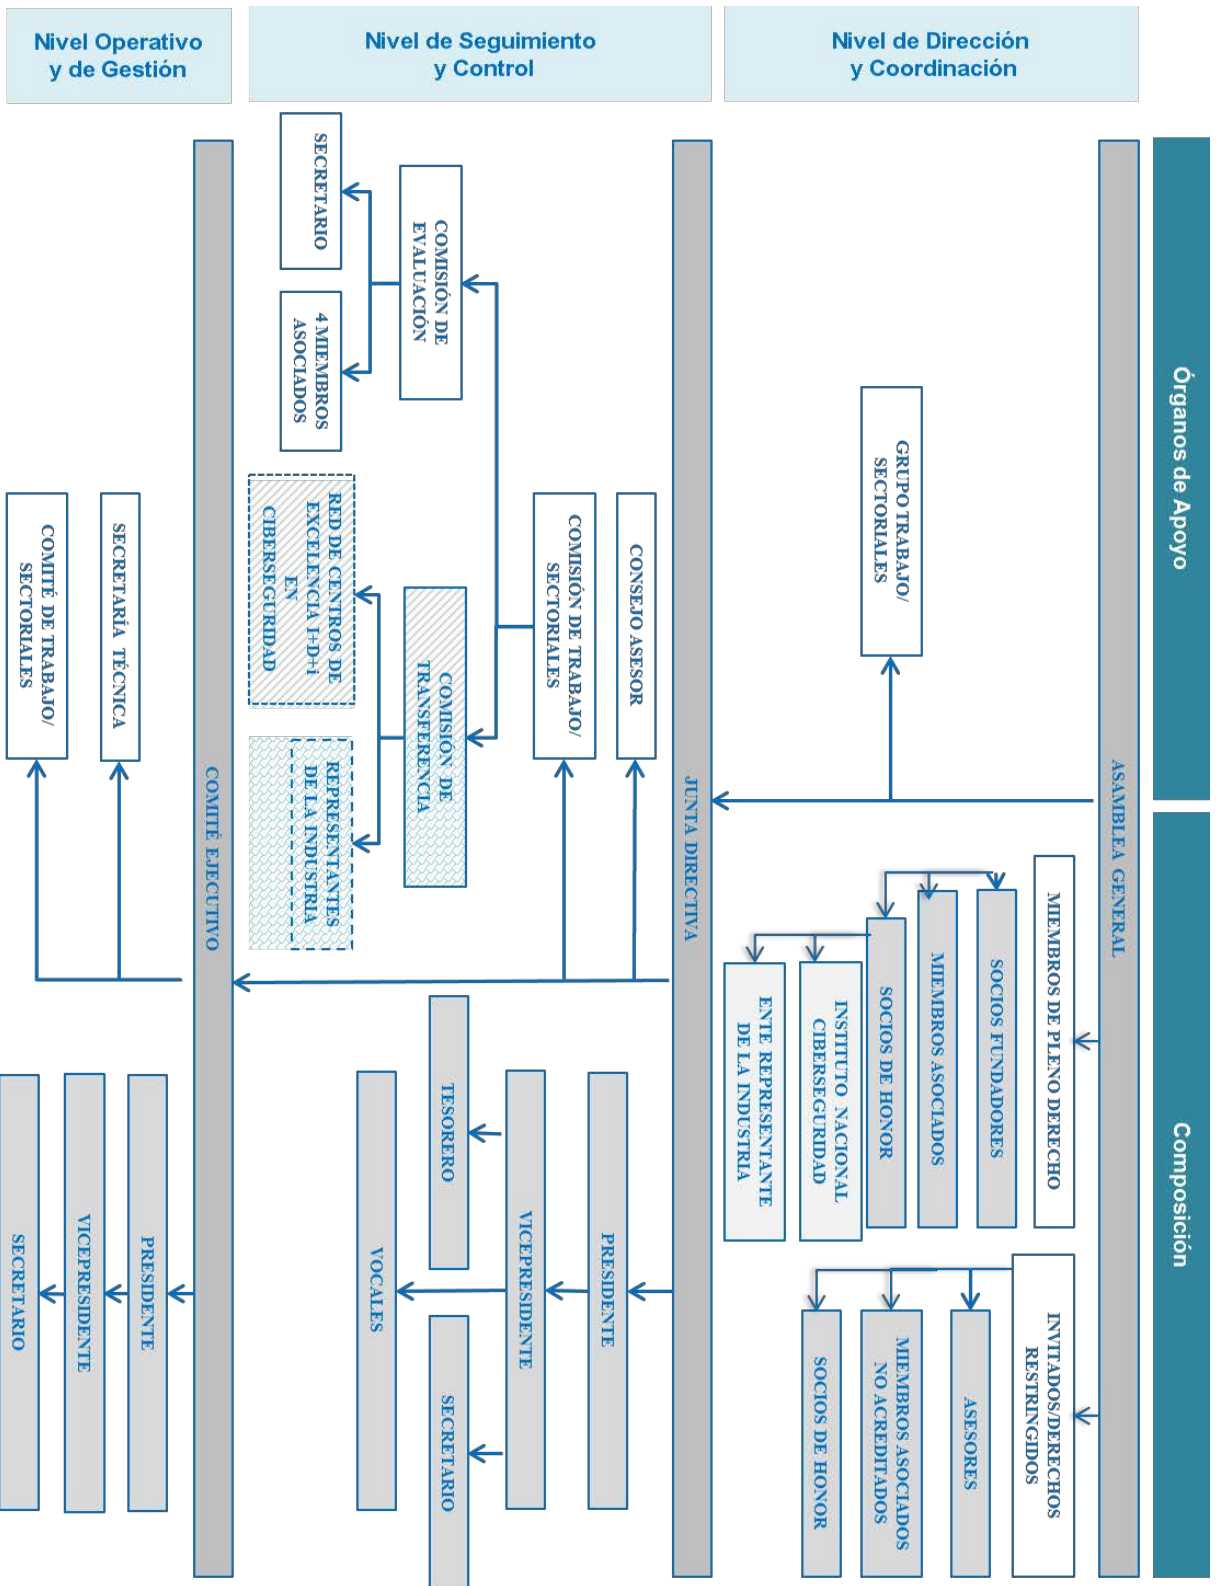 Órganos de Apoyo
Composición
Nivel de Dirección
y Coordinación
ASAMBLEA GENERAL
GRUPO TRABAJO/
SECTORIALES
MIEMBROS DE PLENO DERECHO
SOCIOS FUNDADORES
MIEMBROS ASOCIADOS
SOCIOS DE HONOR
INSTITUTO NACIONAL
CIBERSEGURIDAD
ENTE REPRESENTANTE
DE LA INDUSTRIA
INVITADOS/DERECHOS
RESTRINGIDOS
ASESORES
MIEMBROS ASOCIADOS
NO ACREDITADOS
SOCIOS DE HONOR
Nivel de Seguimiento
y Control
JUNTA DIRECTIVA
CONSEJO ASESOR
COMISIÓN DE TRABAJO/
SECTORIALES
COMISIÓN DE
EVALUACIÓN
SECRETARIO
4 MIEMBROS
ASOCIADOS
COMISIÓN DE
TRANSFERENCIA
RED DE CENTROS DE
EXCELENCIA I+D+i
EN
CIBERSEGURIDAD
REPRESENTANTES
DE LA INDUSTRIA
PRESIDENTE
VICEPRESIDENTE
TESORERO
SECRETARIO
VOCALES
Nivel Operativo
y de Gestión
COMITÉ EJECUTIVO
SECRETARÍA TÉCNICA
COMITÉ DE TRABAJO/
SECTORIALES
PRESIDENTE
VICEPRESIDENTE
SECRETARIO